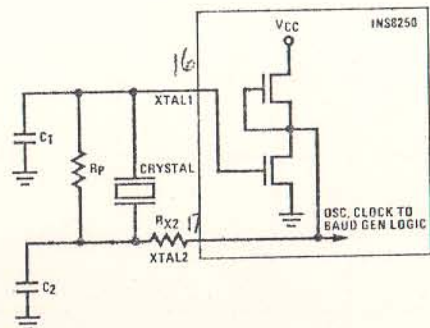 INS8250
VCC
16
XTAL1
C1
RP
CRYSTAL
RX2
17
XTAL2
OSC, CLOCK TO
BAUD GEN LOGIC
C2